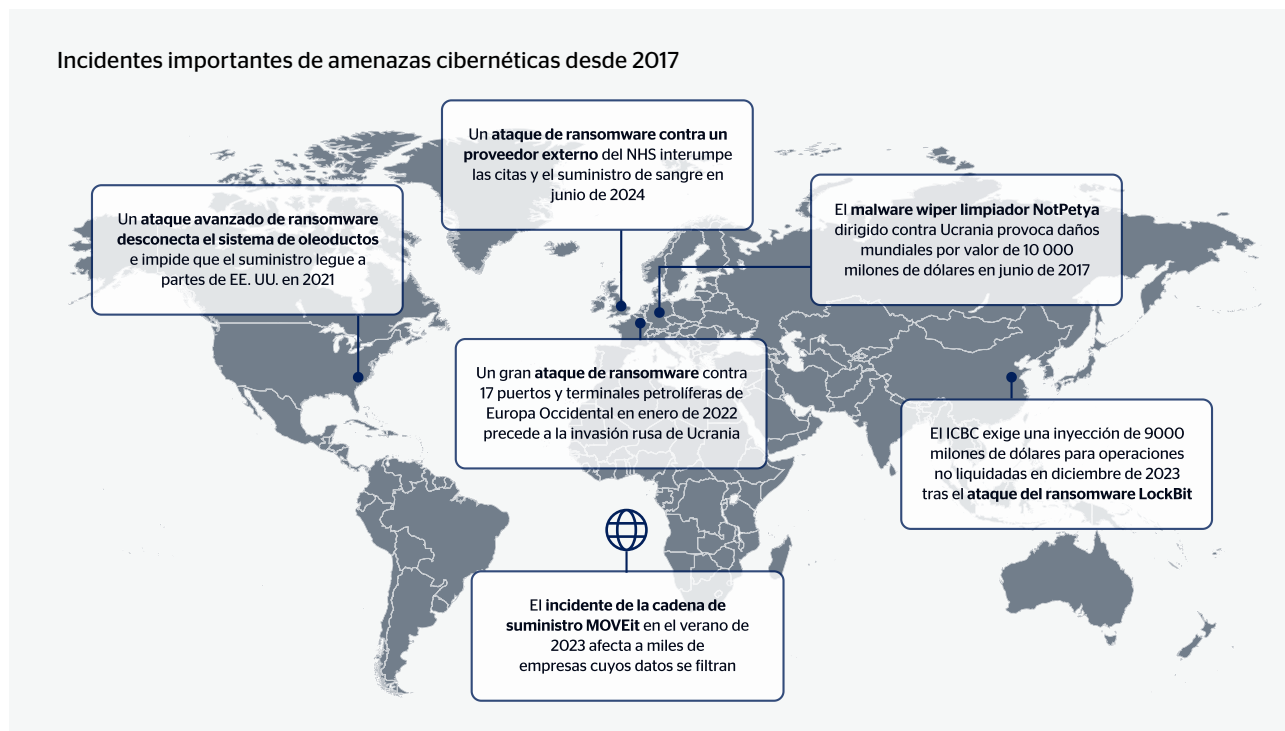 Incidentes importantes de amenazas cibernéticas desde 2017
Un ataque de ransomware contra un
proveedor externo del NHS interumpe
las citas y el suministro de sangre en
junio de 2024
Un ataque avanzado de ransomware
desconecta el sistema de oleoductos
e impide que el suministro legue a
partes de EE. UU. en 2021
El malware wiper limpiador NotPetya
dirigido contra Ucrania provoca daños
mundiales por valor de 10 000
milones de dólares en junio de 2017
Un gran ataque de ransomware contra
17 puertos y terminales petrolíferas de
Europa Occidental en enero de 2022
precede a la invasión rusa de Ucrania
El ICBC exige una inyección de 9000
milones de dólares para operaciones
no liquidadas en diciembre de 2023
tras el ataque del ransomware LockBit
El incidente de la cadena de
suministro MOVEit en el verano de
2023 afecta a miles de
empresas cuyos datos se filtran